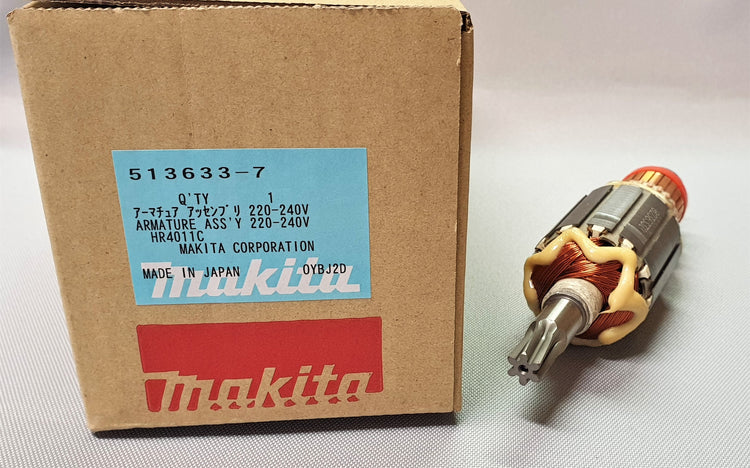 513633-7
Q'TY 1
アーマチュア アッセンブリ 220-240V
ARMATURE ASS'Y 220-240V
HR4011C
MAKITA CORPORATION
MADE IN JAPAN 0YBJ2D
makita
makita